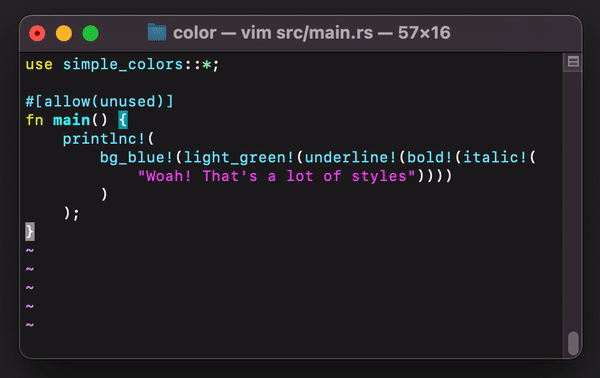 color — vim src/main.rs — 57×16
use simple_colors::*;
#[allow(unused)]
fn main() {
    printlnc!(
        bg_blue!(light_green!(underline!(bold!(italic!(
            "Woah! That's a lot of styles"))))
        )
    );
}
~
~
~
~
~